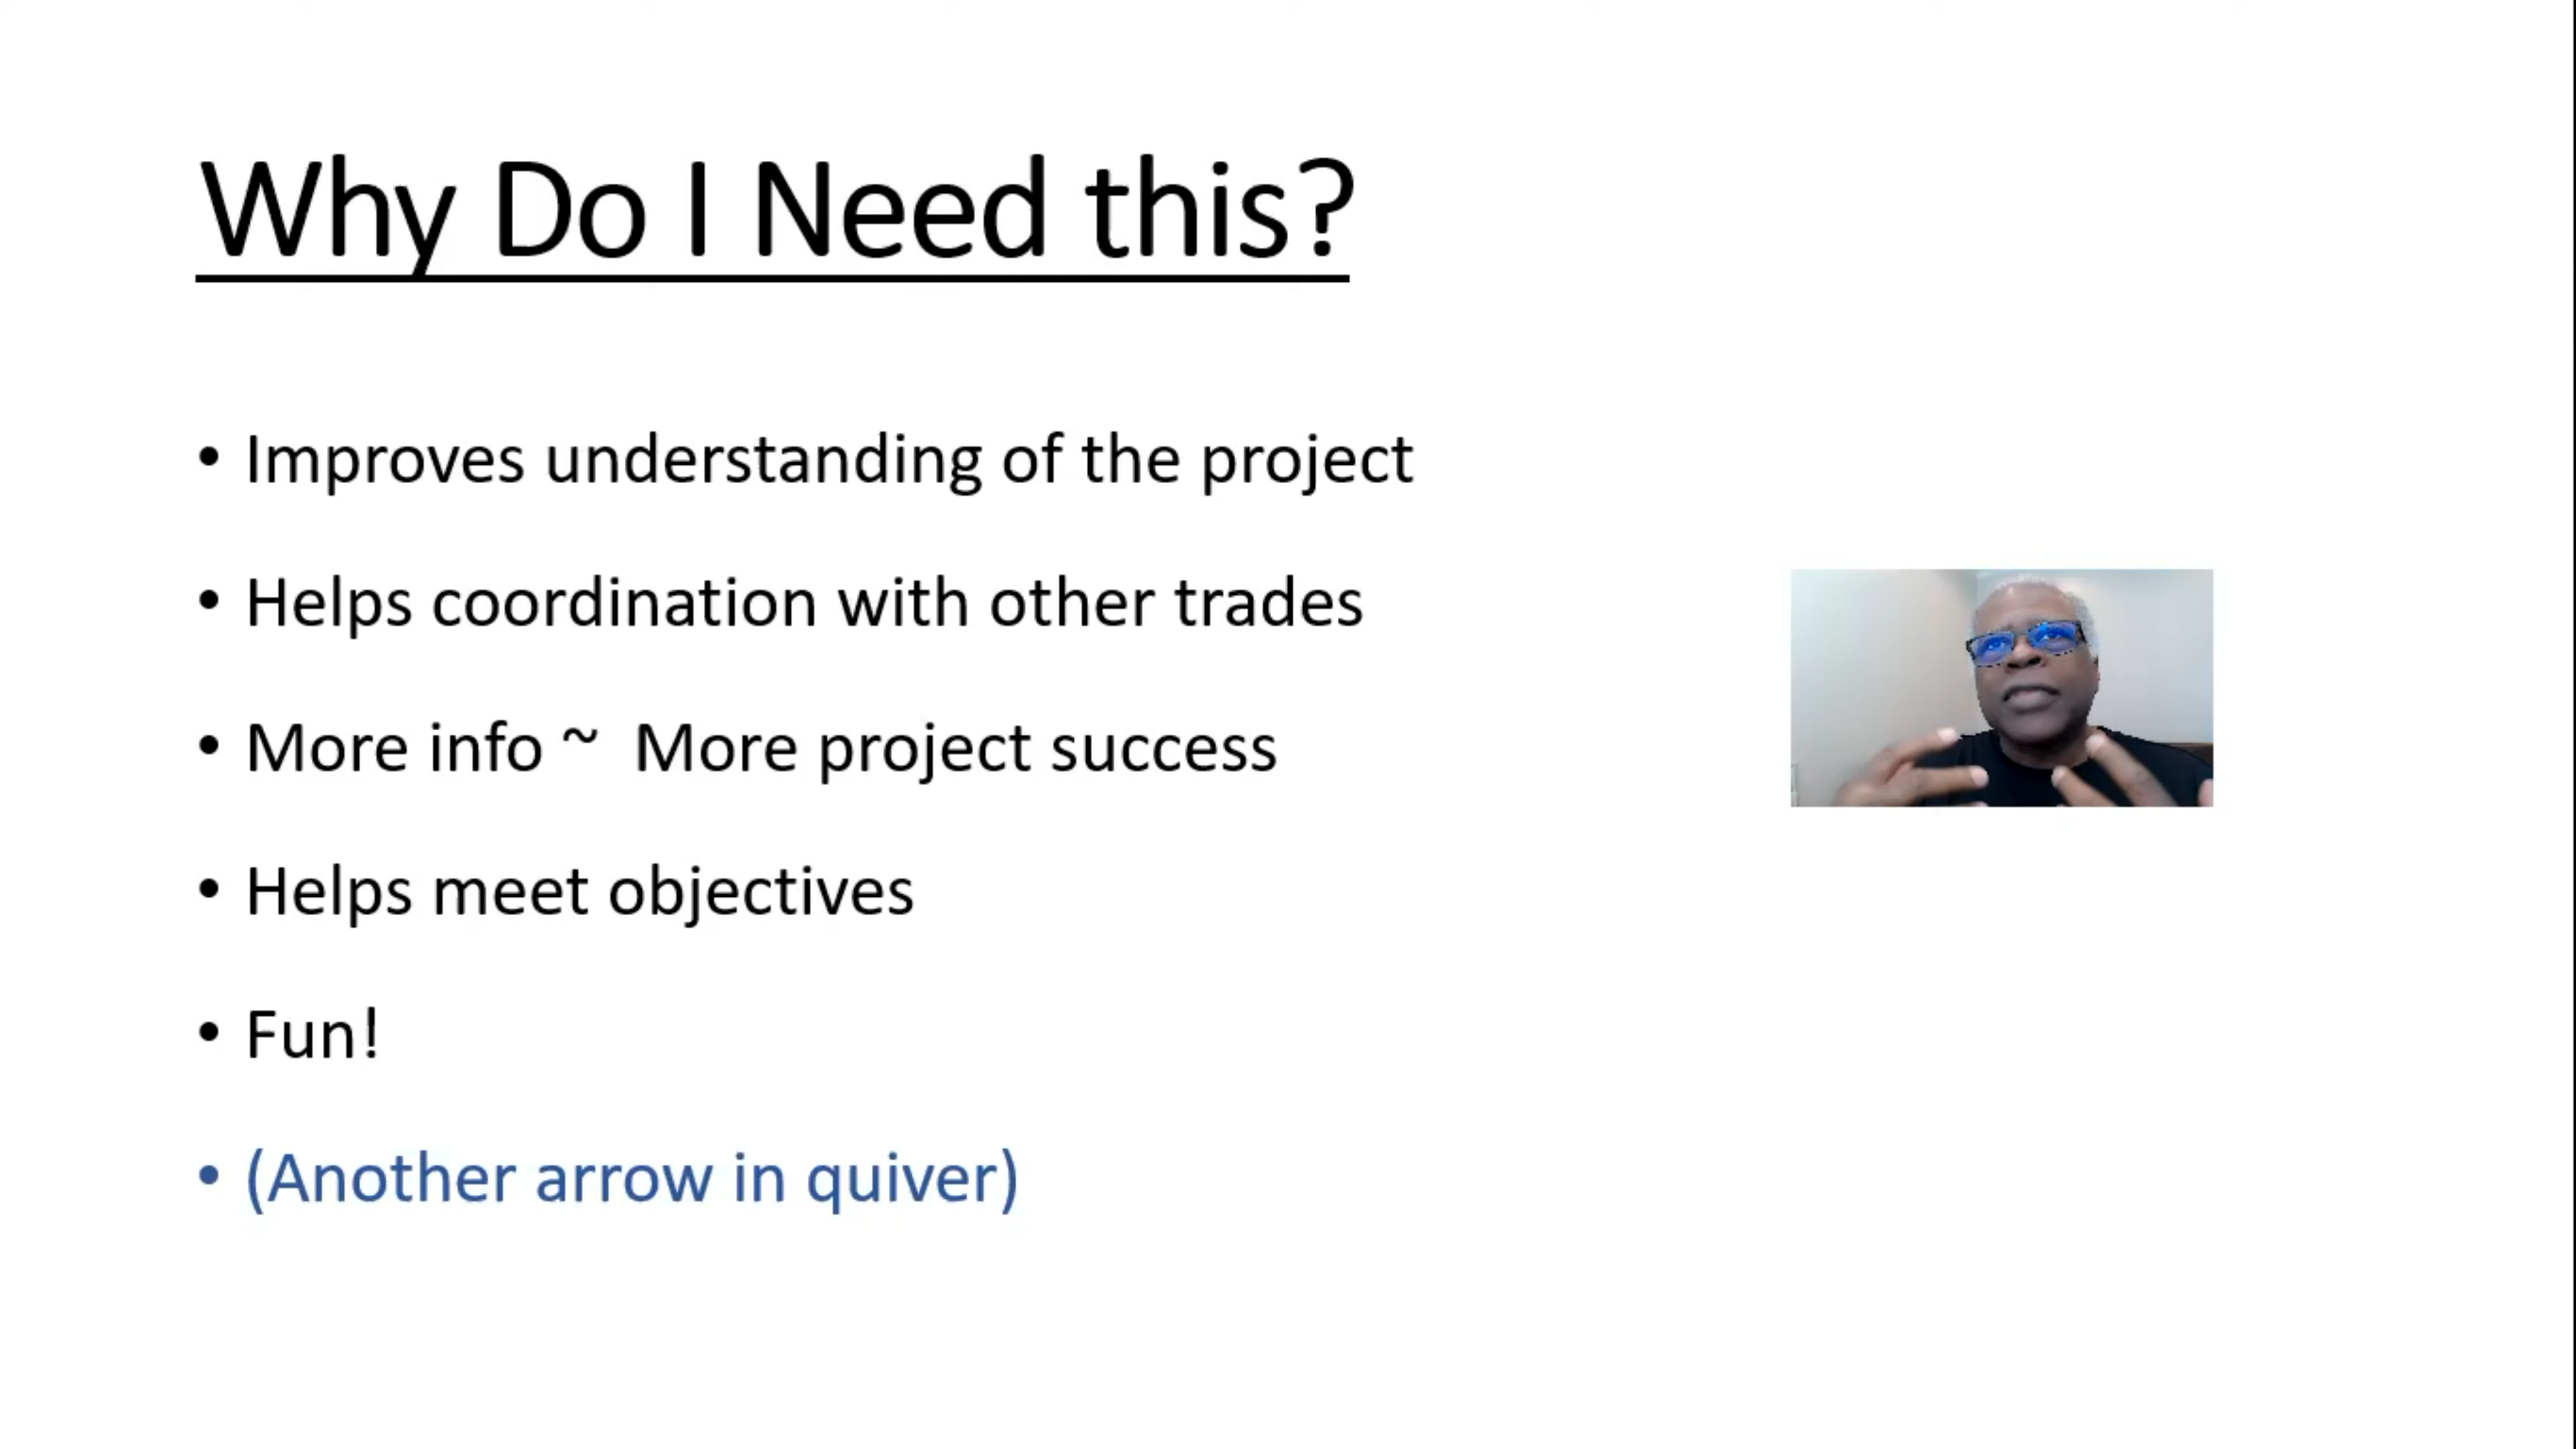 Why Do I Need this?
• Improves understanding of the project
• Helps coordination with other trades
• More info ~ More project success
• Helps meet objectives
• Fun!
• (Another arrow in quiver)